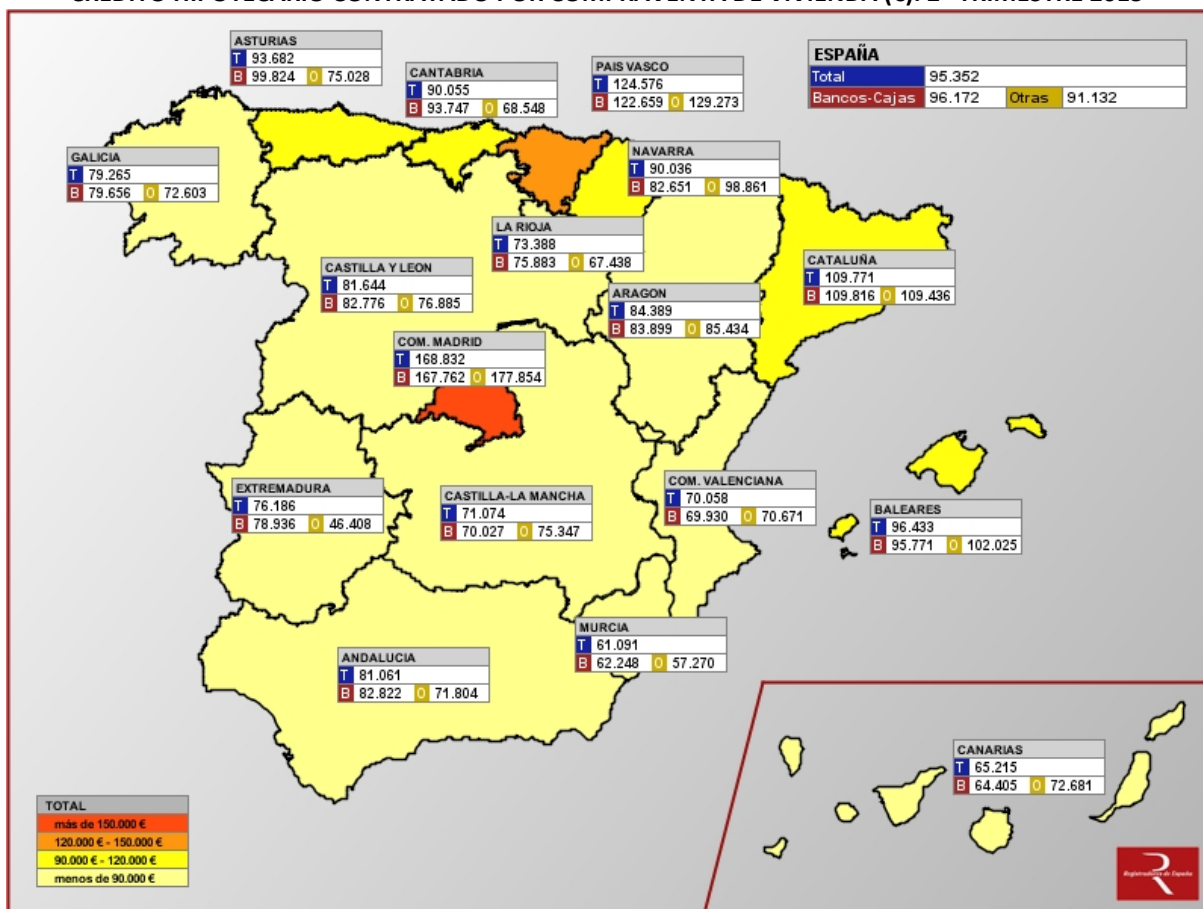 ASTURIAS
T 93.682
B 99.824 O 75.028
CANTABRIA
T 90.055
B 93.747 O 68.548
PAIS VASCO
T 124.576
B 122.659 O 129.273
ESPAÑA
Total 95.352
Bancos-Cajas 96.172 Otras 91.132
GALICIA
T 79.265
B 79.656 O 72.603
NAVARRA
T 90.036
B 82.651 O 98.861
LA RIOJA
T 73.388
B 75.883 O 67.438
CASTILLA Y LEON
T 81.644
B 82.776 O 76.885
CATALUÑA
T 109.771
B 109.816 O 109.436
ARAGON
T 84.389
B 83.899 O 85.434
COM. MADRID
T 168.832
B 167.762 O 177.854
EXTREMADURA
T 76.186
B 78.936 O 46.408
CASTILLA-LA MANCHA
T 71.074
B 70.027 O 75.347
COM. VALENCIANA
T 70.058
B 69.930 O 70.671
BALEARES
T 96.433
B 95.771 O 102.025
MURCIA
T 61.091
B 62.248 O 57.270
ANDALUCIA
T 81.061
B 82.822 O 71.804
CANARIAS
T 65.215
B 64.405 O 72.681
TOTAL
más de 150.000 €
120.000 € - 150.000 €
90.000 € - 120.000 €
menos de 90.000 €
R
Registradores de España